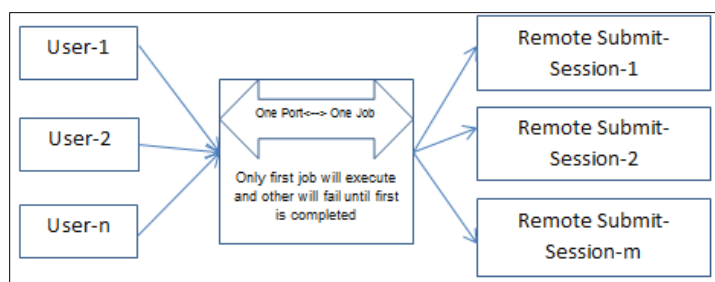 User-1
User-2
User-n
One Port<---> One Job
Only first job will execute
and other will fail until first
is completed
Remote Submit-
Session-1
Remote Submit-
Session-2
Remote Submit-
Session-m